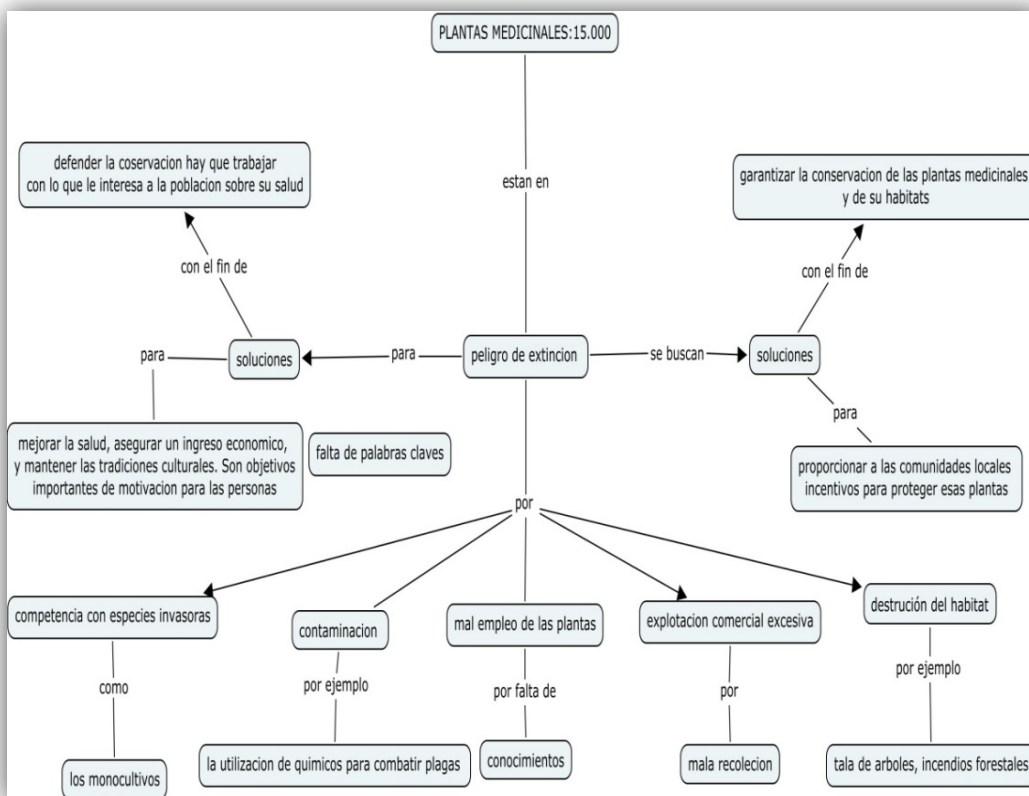 PLANTAS MEDICINALES:15.000
estan en
defender la coservacion hay que trabajar
con lo que le interesa a la poblacion sobre su salud
garantizar la conservacion de las plantas medicinales
y de su habitats
con el fin de
con el fin de
para
soluciones
para
peligro de extincion
se buscan
soluciones
para
mejorar la salud, asegurar un ingreso economico,
y mantener las tradiciones culturales. Son objetivos
importantes de motivacion para las personas
falta de palabras claves
proporcionar a las comunidades locales
incentivos para proteger esas plantas
por
competencia con especies invasoras
contaminacion
mal empleo de las plantas
explotacion comercial excesiva
destrución del habitat
como
por ejemplo
por falta de
por
por ejemplo
los monocultivos
la utilizacion de quimicos para combatir plagas
conocimientos
mala recolecion
tala de arboles, incendios forestales